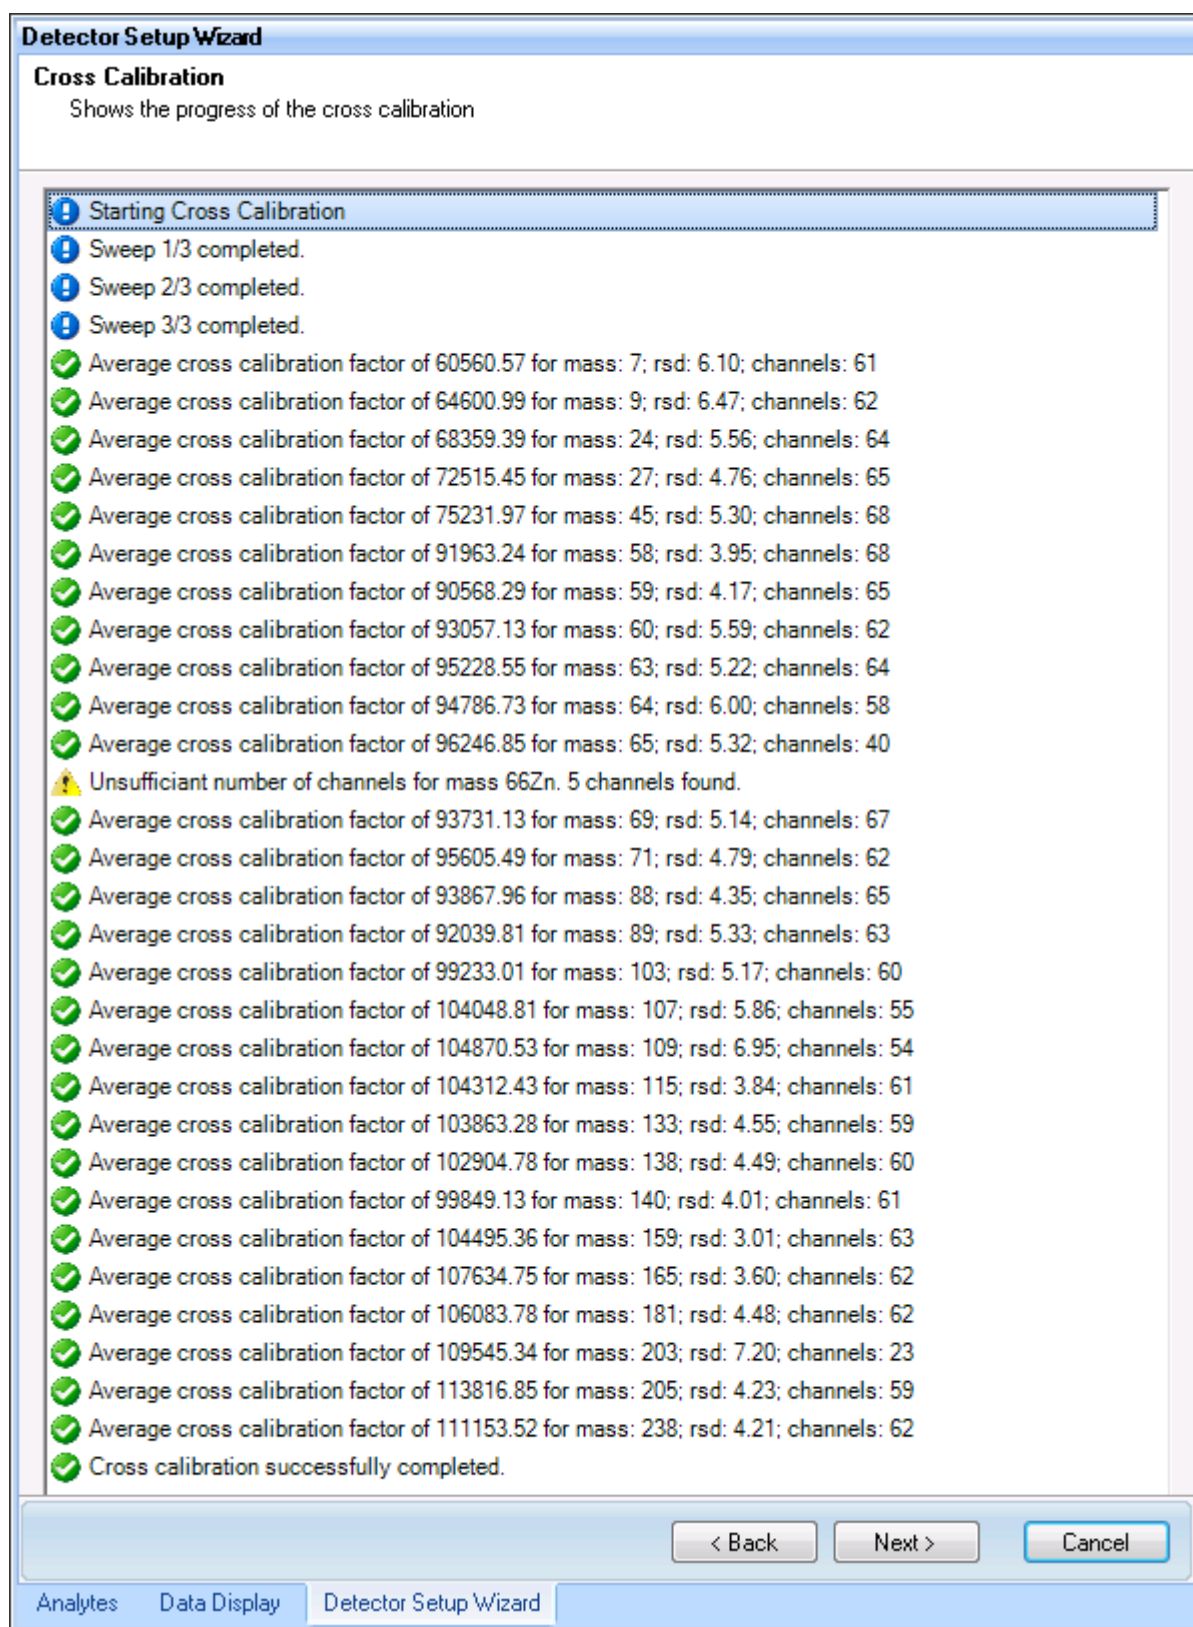 Detector Setup Wizard
Cross Calibration
Shows the progress of the cross calibration
Starting Cross Calibration
Sweep 1/3 completed.
Sweep 2/3 completed.
Sweep 3/3 completed.
Average cross calibration factor of 60560.57 for mass: 7; rsd: 6.10; channels: 61
Average cross calibration factor of 64600.99 for mass: 9; rsd: 6.47; channels: 62
Average cross calibration factor of 68359.39 for mass: 24; rsd: 5.56; channels: 64
Average cross calibration factor of 72515.45 for mass: 27; rsd: 4.76; channels: 65
Average cross calibration factor of 75231.97 for mass: 45; rsd: 5.30; channels: 68
Average cross calibration factor of 91963.24 for mass: 58; rsd: 3.95; channels: 68
Average cross calibration factor of 90568.29 for mass: 59; rsd: 4.17; channels: 65
Average cross calibration factor of 93057.13 for mass: 60; rsd: 5.59; channels: 62
Average cross calibration factor of 95228.55 for mass: 63; rsd: 5.22; channels: 64
Average cross calibration factor of 94786.73 for mass: 64; rsd: 6.00; channels: 58
Average cross calibration factor of 96246.85 for mass: 65; rsd: 5.32; channels: 40
Unsufficiant number of channels for mass 66Zn. 5 channels found.
Average cross calibration factor of 93731.13 for mass: 69; rsd: 5.14; channels: 67
Average cross calibration factor of 95605.49 for mass: 71; rsd: 4.79; channels: 62
Average cross calibration factor of 93867.96 for mass: 88; rsd: 4.35; channels: 65
Average cross calibration factor of 92039.81 for mass: 89; rsd: 5.33; channels: 63
Average cross calibration factor of 99233.01 for mass: 103; rsd: 5.17; channels: 60
Average cross calibration factor of 104048.81 for mass: 107; rsd: 5.86; channels: 55
Average cross calibration factor of 104870.53 for mass: 109; rsd: 6.95; channels: 54
Average cross calibration factor of 104312.43 for mass: 115; rsd: 3.84; channels: 61
Average cross calibration factor of 103863.28 for mass: 133; rsd: 4.55; channels: 59
Average cross calibration factor of 102904.78 for mass: 138; rsd: 4.49; channels: 60
Average cross calibration factor of 99849.13 for mass: 140; rsd: 4.01; channels: 61
Average cross calibration factor of 104495.36 for mass: 159; rsd: 3.01; channels: 63
Average cross calibration factor of 107634.75 for mass: 165; rsd: 3.60; channels: 62
Average cross calibration factor of 106083.78 for mass: 181; rsd: 4.48; channels: 62
Average cross calibration factor of 109545.34 for mass: 203; rsd: 7.20; channels: 23
Average cross calibration factor of 113816.85 for mass: 205; rsd: 4.23; channels: 59
Average cross calibration factor of 111153.52 for mass: 238; rsd: 4.21; channels: 62
Cross calibration successfully completed.
< Back Next > Cancel
Analytes Data Display Detector Setup Wizard